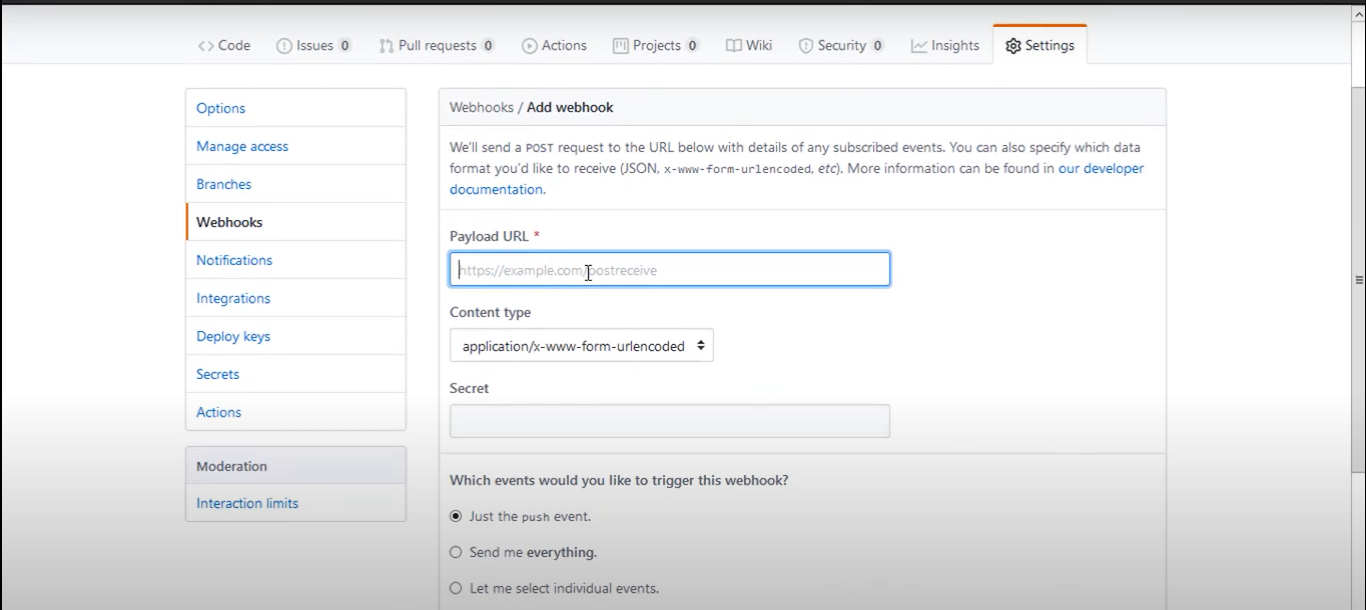 Code Issues 0 Pull requests 0 Actions Projects 0 Wiki Security 0 Insights Settings
Options
Manage access
Branches
Webhooks
Notifications
Integrations
Deploy keys
Secrets
Actions
Moderation
Interaction limits
Webhooks / Add webhook
We'll send a POST request to the URL below with details of any subscribed events. You can also specify which data
format you'd like to receive (JSON, x-www-form-urlencoded, etc). More information can be found in our developer
documentation.
Payload URL *
https://example.com/postreceive
Content type
application/x-www-form-urlencoded
Secret
Which events would you like to trigger this webhook?
Just the push event.
Send me everything.
Let me select individual events.